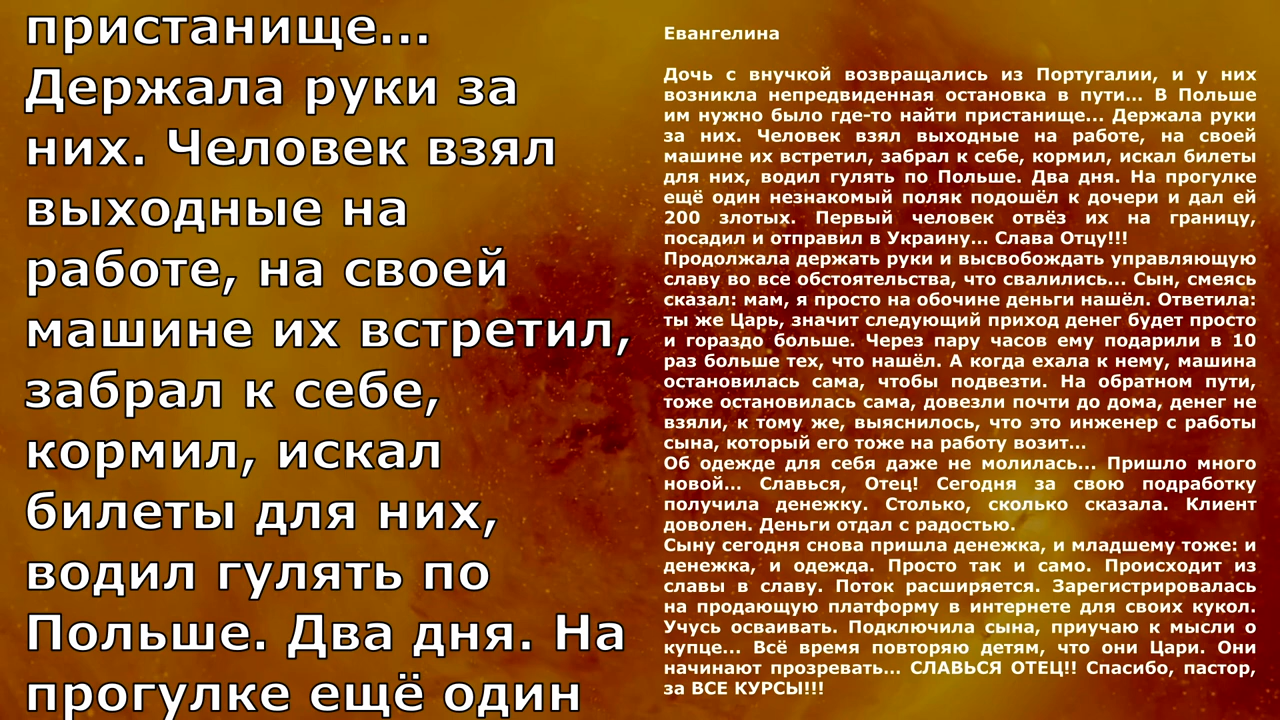 пристанище...
Держала руки за
них. Человек взял
выходные на
работе, на своей
машине их встретил,
забрал к себе,
кормил, искал
билеты для них,
водил гулять по
Польше. Два дня. На
прогулке ещё один
Евангелина
Дочь с внучкой возвращались из Португалии, и у них
возникла непредвиденная остановка в пути... В Польше
им нужно было где-то найти пристанище... Держала руки
за них. Человек взял выходные на работе, на своей
машине их встретил, забрал к себе, кормил, искал билеты
для них, водил гулять по Польше. Два дня. На прогулке
ещё один незнакомый поляк подошёл к дочери и дал ей
200 злотых. Первый человек отвёз их на границу,
посадил и отправил в Украину... Слава Отцу!!!
Продолжала держать руки и высвобождать управляющую
славу во все обстоятельства, что свалились... Сын, смеясь
сказал: мам, я просто на обочине деньги нашёл. Ответила:
ты же Царь, значит следующий приход денег будет просто
и гораздо больше. Через пару часов ему подарили в 10
раз больше тех, что нашёл. А когда ехала к нему, машина
остановилась сама, чтобы подвезти. На обратном пути,
тоже остановилась сама, довезли почти до дома, денег не
взяли, к тому же, выяснилось, что это инженер с работы
сына, который его тоже на работу возит...
Об одежде для себя даже не молилась... Пришло много
новой... Славься, Отец! Сегодня за свою подработку
получила денежку. Столько, сколько сказала. Клиент
доволен. Деньги отдал с радостью.
Сыну сегодня снова пришла денежка, и младшему тоже: и
денежка, и одежда. Просто так и само. Происходит из
славы в славу. Поток расширяется. Зарегистрировалась
на продающую платформу в интернете для своих кукол.
Учусь осваивать. Подключила сына, приучаю к мысли о
купце... Всё время повторяю детям, что они Цари. Они
начинают прозревать... СЛАВЬСЯ ОТЕЦ!! Спасибо, пастор,
за ВСЕ КУРСЫ!!!